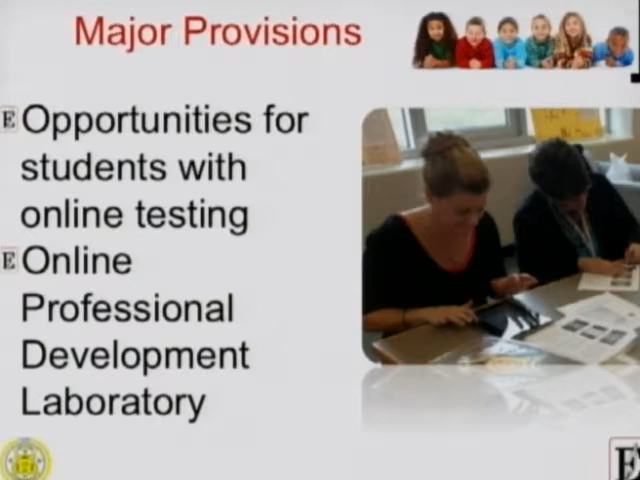 Major Provisions
E Opportunities for
students with
online testing
E Online
Professional
Development
Laboratory
E